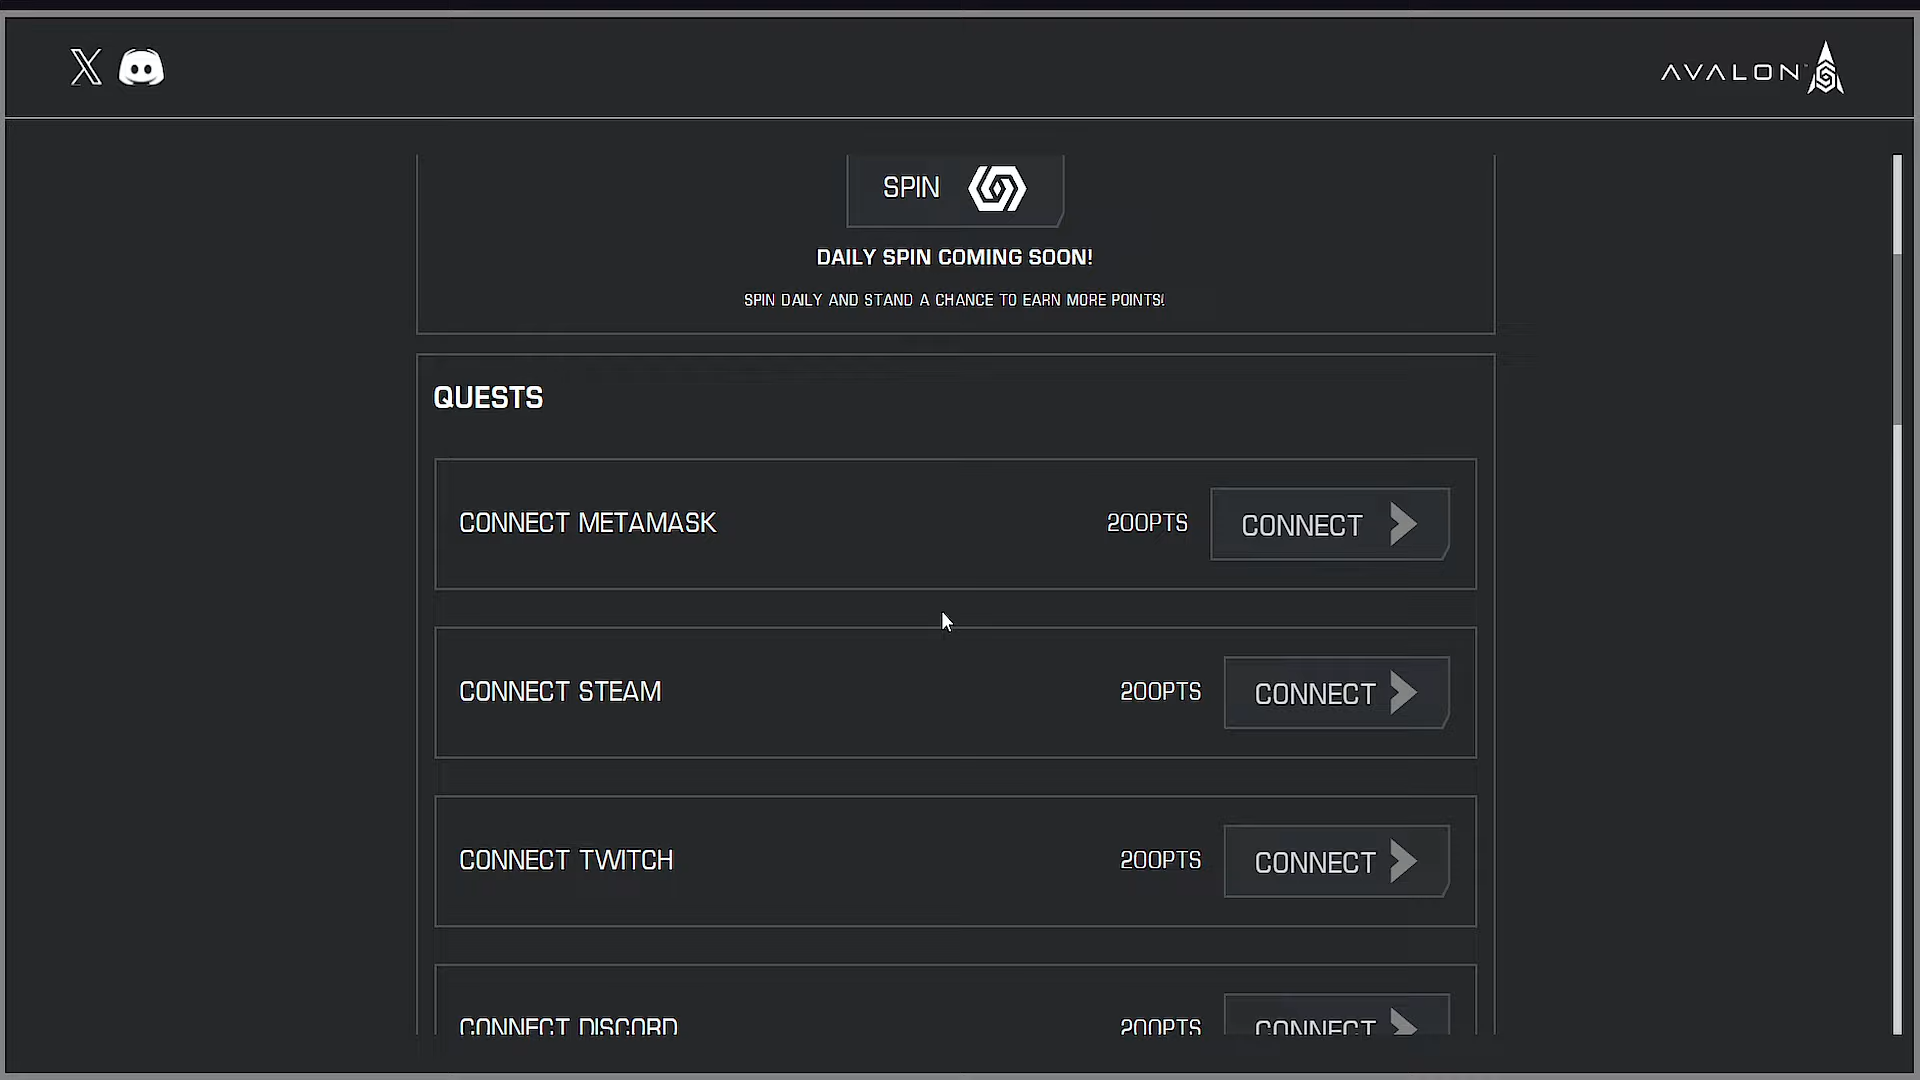 AVALON
SPIN
DAILY SPIN COMING SOON!
SPIN DAILY AND STAND A CHANCE TO EARN MORE POINTS!
QUESTS
CONNECT METAMASK 200PTS CONNECT
CONNECT STEAM 200PTS CONNECT
CONNECT TWITCH 200PTS CONNECT
CONNECT DISCORD 200PTS CONNECT